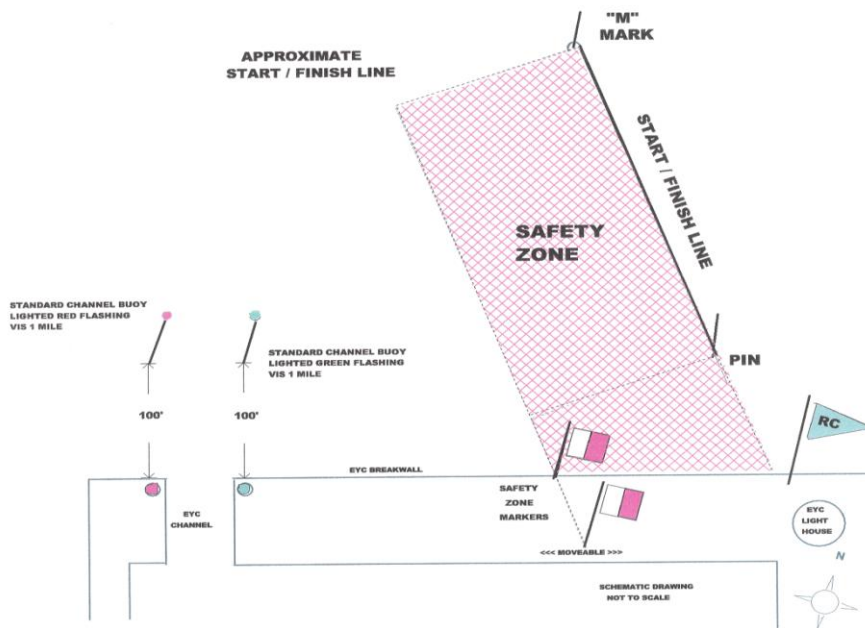 "M"
MARK
APPROXIMATE
START / FINISH LINE
START / FINISH LINE
SAFETY
ZONE
STANDARD CHANNEL BUOY
LIGHTED RED FLASHING
VIS 1 MILE
STANDARD CHANNEL BUOY
LIGHTED GREEN FLASHING
VIS 1 MILE
PIN
100'
100'
RC
EYC BREAKWALL
SAFETY
ZONE
MARKERS
EYC
CHANNEL
EYC
LIGHT
HOUSE
<<< MOVEABLE >>>
N
SCHEMATIC DRAWING
NOT TO SCALE